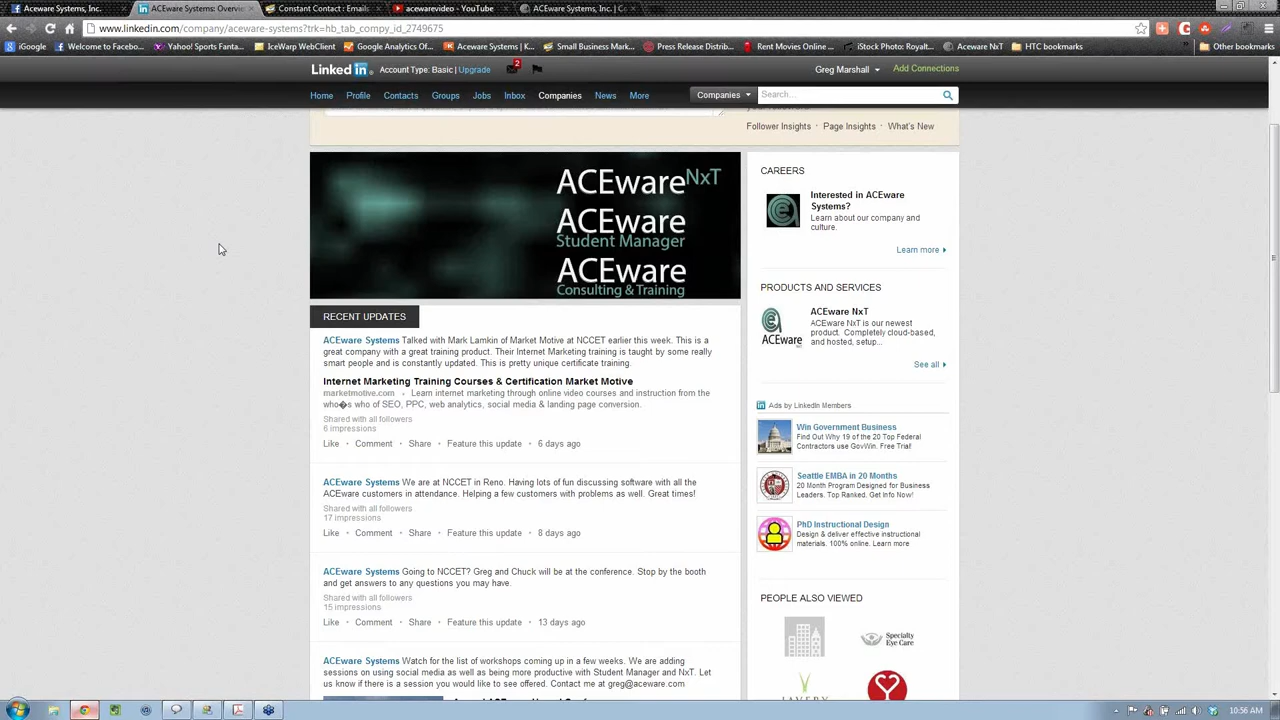 ACEware Systems, Inc.
ACEware Systems: Overvie
Constant Contact : Emails
acewarevideo - YouTube
ACEware Systems, Inc. | Co
www.linkedin.com/company/aceware-systems?trk=hb_tab_compy_id_2749675
iGoogle
Welcome to Faceb...
Yahoo! Sports Fanta...
IceWarp WebClient
Google Analytics Of...
Aceware Systems | K...
Small Business Mark...
Press Release Distrib...
Rent Movies Online ...
iStock Photo: Royalt...
Aceware NxT
HTC bookmarks
Other bookmarks
Linked in
Account Type: Basic | Upgrade
2
Greg Marshall
Add Connections
Home Profile Contacts Groups Jobs Inbox Companies News More
Companies
Search...
Follower Insights · Page Insights · What's New
ACEware NxT
ACEware
Student Manager
ACEware
Consulting & Training
RECENT UPDATES
ACEware Systems Talked with Mark Lamkin of Market Motive at NCCET earlier this week. This is a
great company with a great training product. Their Internet Marketing training is taught by some really
smart people and is constantly updated. This is pretty unique certificate training.
Internet Marketing Training Courses & Certification Market Motive
marketmotive.com · Learn internet marketing through online video courses and instruction from the
who�s who of SEO, PPC, web analytics, social media & landing page conversion.
Shared with all followers
6 impressions
Like · Comment · Share · Feature this update · 6 days ago
ACEware Systems We are at NCCET in Reno. Having lots of fun discussing software with all the
ACEware customers in attendance. Helping a few customers with problems as well. Great times!
Shared with all followers
17 impressions
Like · Comment · Share · Feature this update · 8 days ago
ACEware Systems Going to NCCET? Greg and Chuck will be at the conference. Stop by the booth
and get answers to any questions you may have.
Shared with all followers
15 impressions
Like · Comment · Share · Feature this update · 13 days ago
ACEware Systems Watch for the list of workshops coming up in a few weeks. We are adding
sessions on using social media as well as being more productive with Student Manager and NxT. Let
us know if there is a session you would like to see offered. Contact me at greg@aceware.com
CAREERS
Interested in ACEware
Systems?
Learn about our company and
culture.
Learn more
PRODUCTS AND SERVICES
ACEware
ACEware NxT
ACEware NxT is our newest
product. Completely cloud-based,
and hosted, setup...
See all
in Ads by LinkedIn Members
Win Government Business
Find Out Why 19 of the 20 Top Federal
Contractors use GovWin. Free Trial!
Seattle EMBA in 20 Months
20 Month Program Designed for Business
Leaders. Top Ranked. Get Info Now!
PhD Instructional Design
Design & deliver effective instructional
materials. 100% online. Learn more
PEOPLE ALSO VIEWED
Specialty
Eye Care
10:56 AM